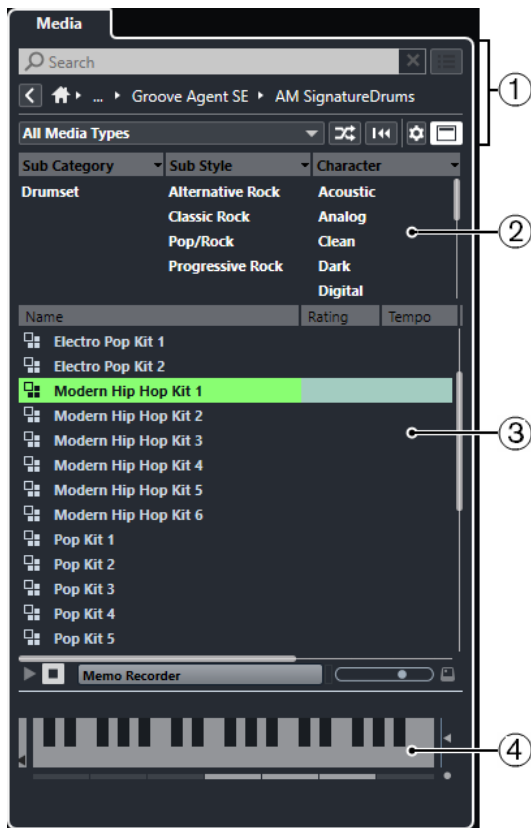 Media
Search
... Groove Agent SE AM SignatureDrums
1
All Media Types
Sub Category Sub Style Character
Drumset Alternative Rock Acoustic
Classic Rock Analog
Pop/Rock Clean
2
Progressive Rock Dark
Digital
Name Rating Tempo
Electro Pop Kit 1
Electro Pop Kit 2
Modern Hip Hop Kit 1
Modern Hip Hop Kit 2
Modern Hip Hop Kit 3
3
Modern Hip Hop Kit 4
Modern Hip Hop Kit 5
Modern Hip Hop Kit 6
Pop Kit 1
Pop Kit 2
Pop Kit 3
Pop Kit 4
Pop Kit 5
Memo Recorder
4